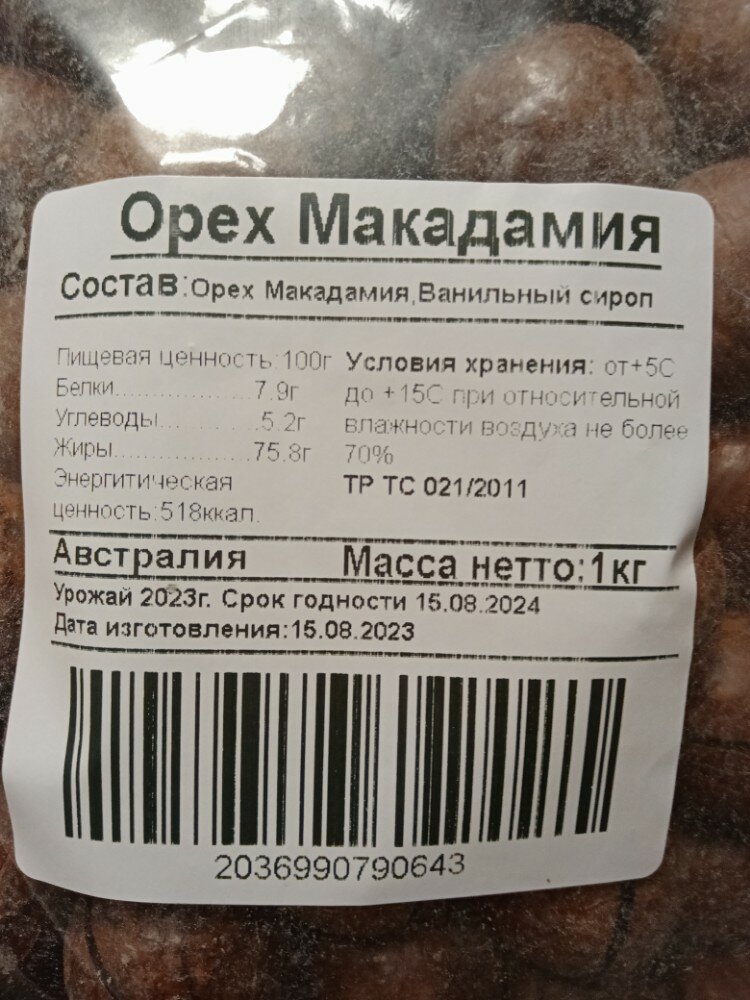 Орех Макадамия
Состав:Орех Макадамия,Ванильный сироп
Пищевая ценность:100г
Белки..................7.9г
Углеводы.............5.2г
Жиры..................75.8г
Энергитическая
ценность:518ккал.
Условия хранения: от+5С
до +15С при относительной
влажности воздуха не более
70%
ТР ТС 021/2011
Австралия Масса нетто:1кг
Урожай 2023г. Срок годности 15.08.2024
Дата изготовления:15.08.2023
2036990790643